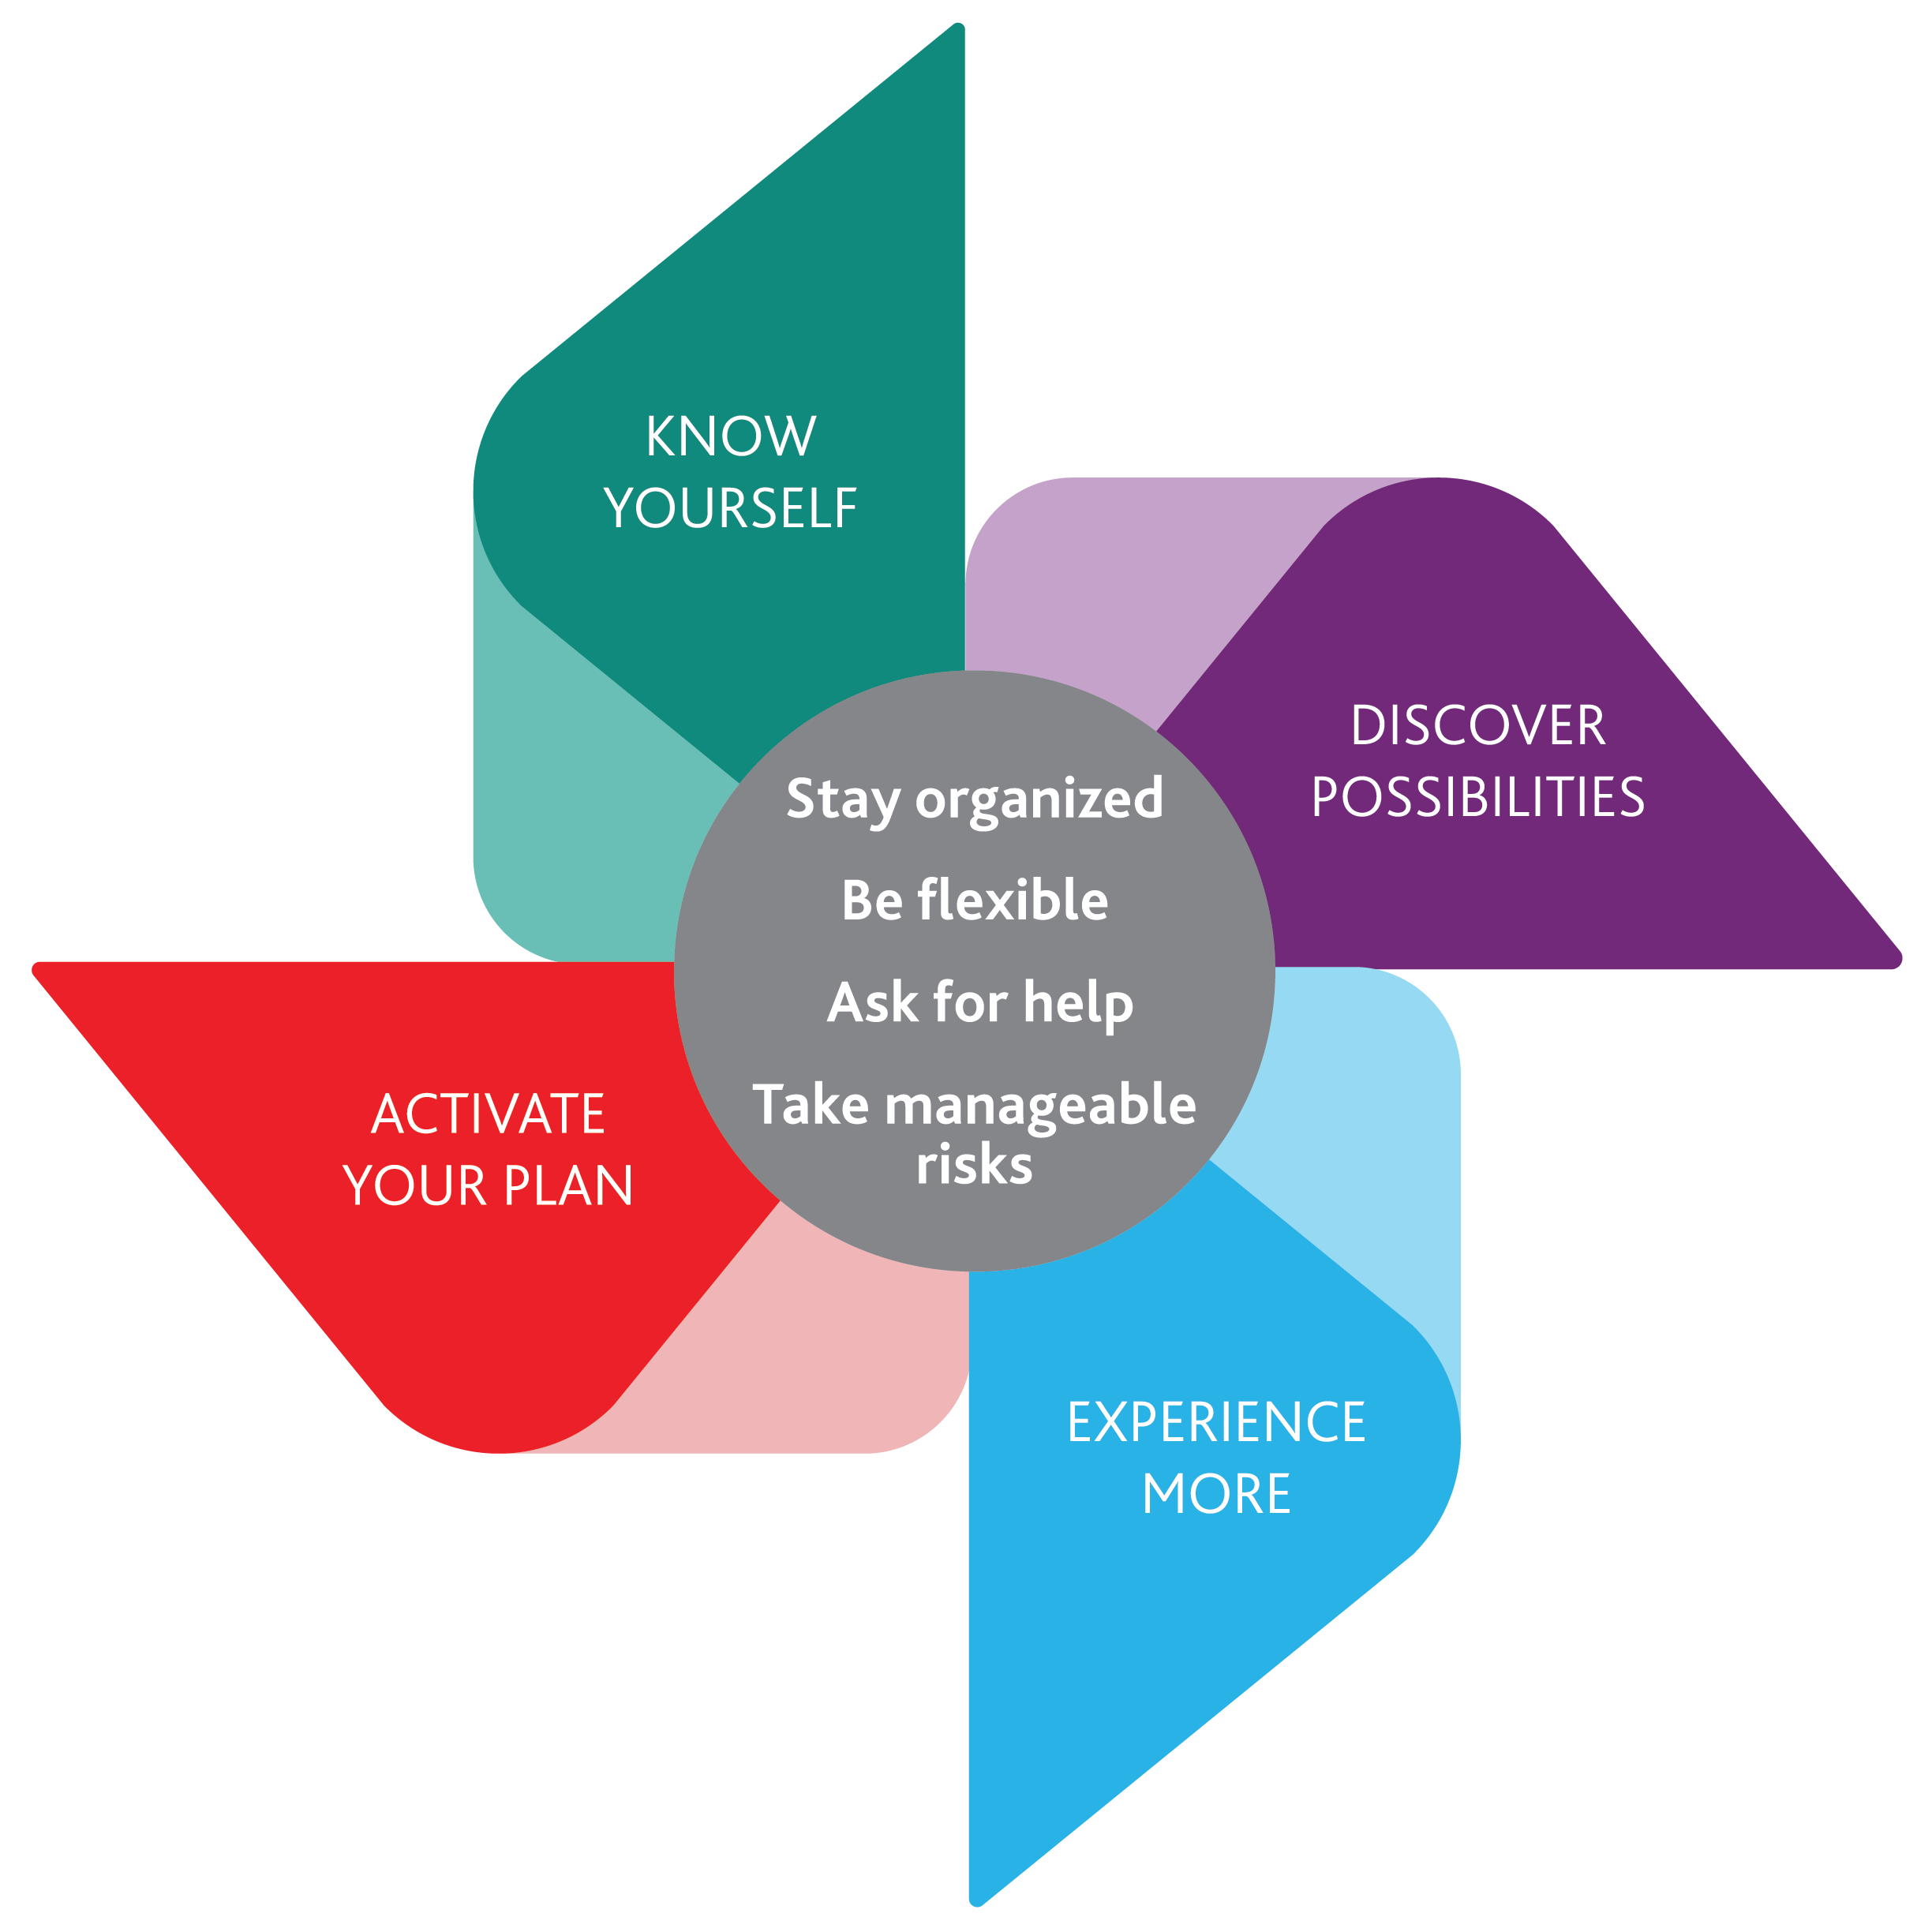 KNOW
YOURSELF
DISCOVER
POSSIBILITIES
Stay organized
Be flexible
Ask for help
Take manageable
risks
ACTIVATE
YOUR PLAN
EXPERIENCE
MORE